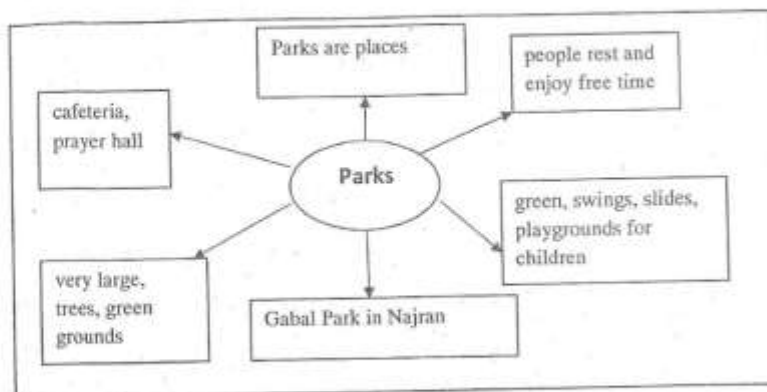 Parks are places
people rest and
enjoy free time
cafeteria,
prayer hall
Parks
green, swings, slides,
playgrounds for
children
very large,
trees, green
grounds
Gabal Park in Najran